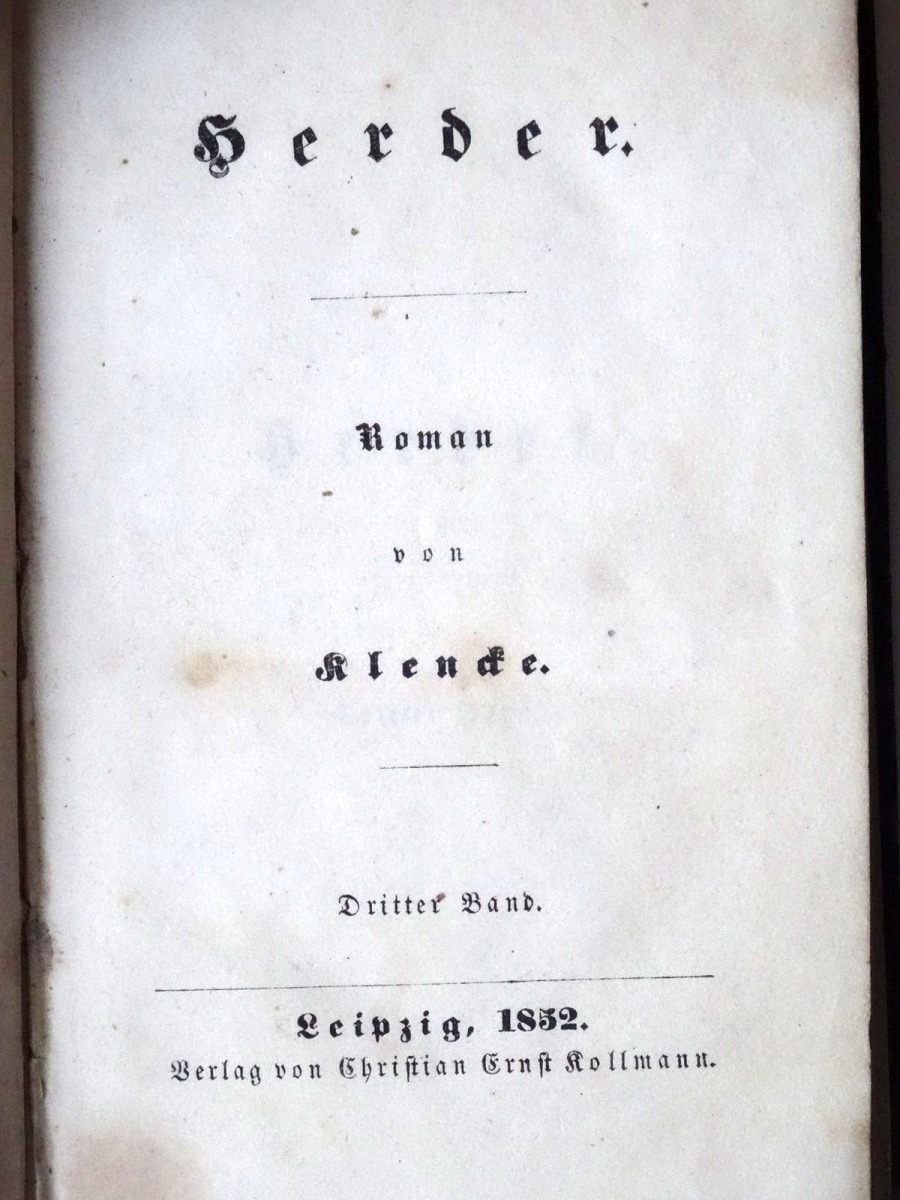 Herder.
Roman
von
Klencke.
Dritter Band.
Leipzig, 1852.
Verlag von Christian Ernst Kollmann.